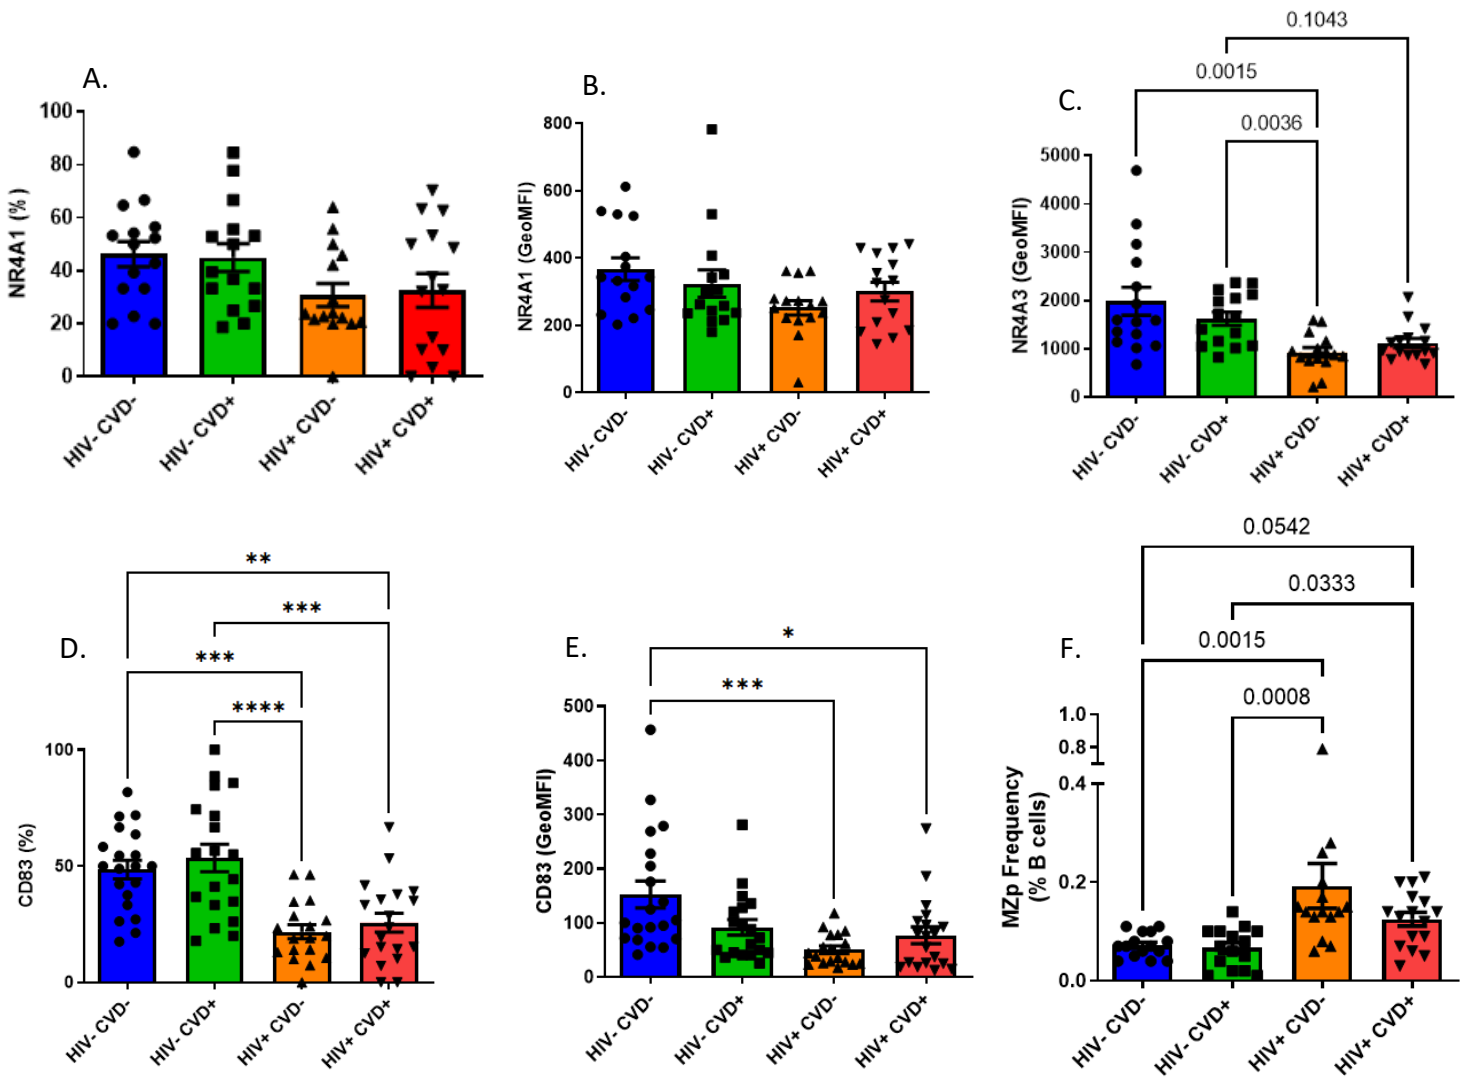 A.
NR4A1 (%)
100
80
60
40
20
0
HIV- CVD-
HIV- CVD+
HIV+ CVD-
HIV+ CVD+
B.
NR4A1 (GeoMFI)
800
600
400
200
0
HIV- CVD-
HIV- CVD+
HIV+ CVD-
HIV+ CVD+
C.
0.1043
0.0015
0.0036
NR4A3 (GeoMFI)
5000
4000
3000
2000
1000
0
HIV- CVD-
HIV- CVD+
HIV+ CVD-
HIV+ CVD+
D.
**
***
***
****
CD83 (%)
100
50
0
HIV- CVD-
HIV- CVD+
HIV+ CVD-
HIV+ CVD+
E.
*
***
CD83 (GeoMFI)
500
400
300
200
100
0
HIV- CVD-
HIV- CVD+
HIV+ CVD-
HIV+ CVD+
F.
0.0542
0.0333
0.0015
0.0008
MZp Frequency
(% B cells)
1.0
0.8
0.4
0.2
0.0
HIV- CVD-
HIV- CVD+
HIV+ CVD-
HIV+ CVD+